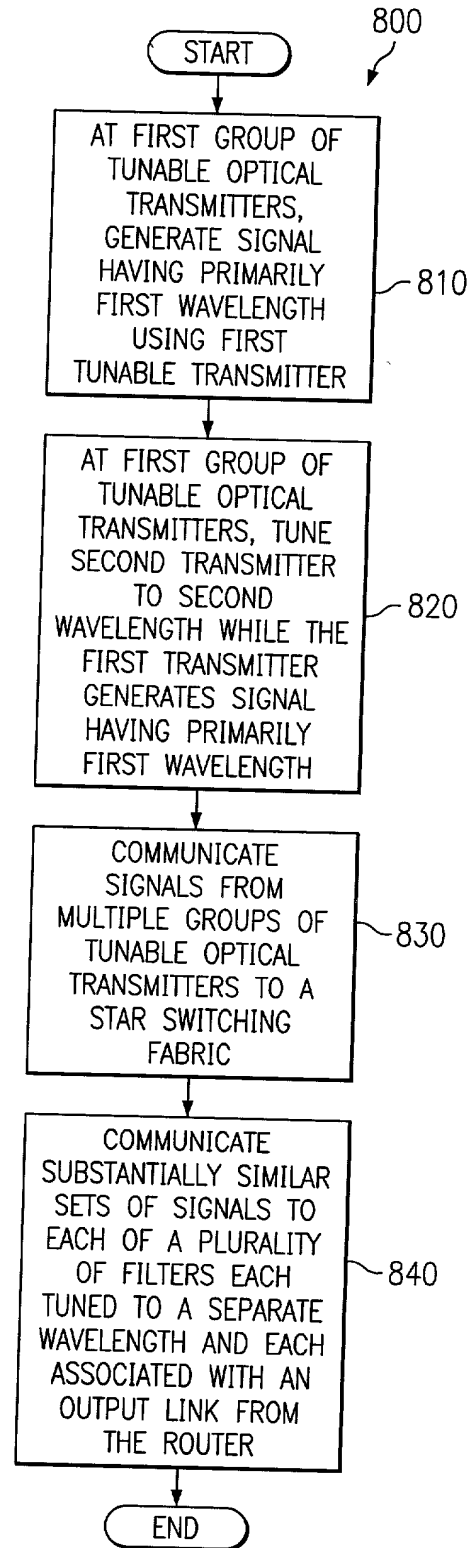 800
START
AT FIRST GROUP OF
TUNABLE OPTICAL
TRANSMITTERS,
GENERATE SIGNAL
HAVING PRIMARILY
FIRST WAVELENGTH
USING FIRST
TUNABLE TRANSMITTER
810
AT FIRST GROUP OF
TUNABLE OPTICAL
TRANSMITTERS, TUNE
SECOND TRANSMITTER
TO SECOND
WAVELENGTH WHILE THE
FIRST TRANSMITTER
GENERATES SIGNAL
HAVING PRIMARILY
FIRST WAVELENGTH
820
COMMUNICATE
SIGNALS FROM
MULTIPLE GROUPS OF
TUNABLE OPTICAL
TRANSMITTERS TO A
STAR SWITCHING
FABRIC
830
COMMUNICATE
SUBSTANTIALLY SIMILAR
SETS OF SIGNALS TO
EACH OF A PLURALITY
OF FILTERS EACH
TUNED TO A SEPARATE
WAVELENGTH AND EACH
ASSOCIATED WITH AN
OUTPUT LINK FROM
THE ROUTER
840
END